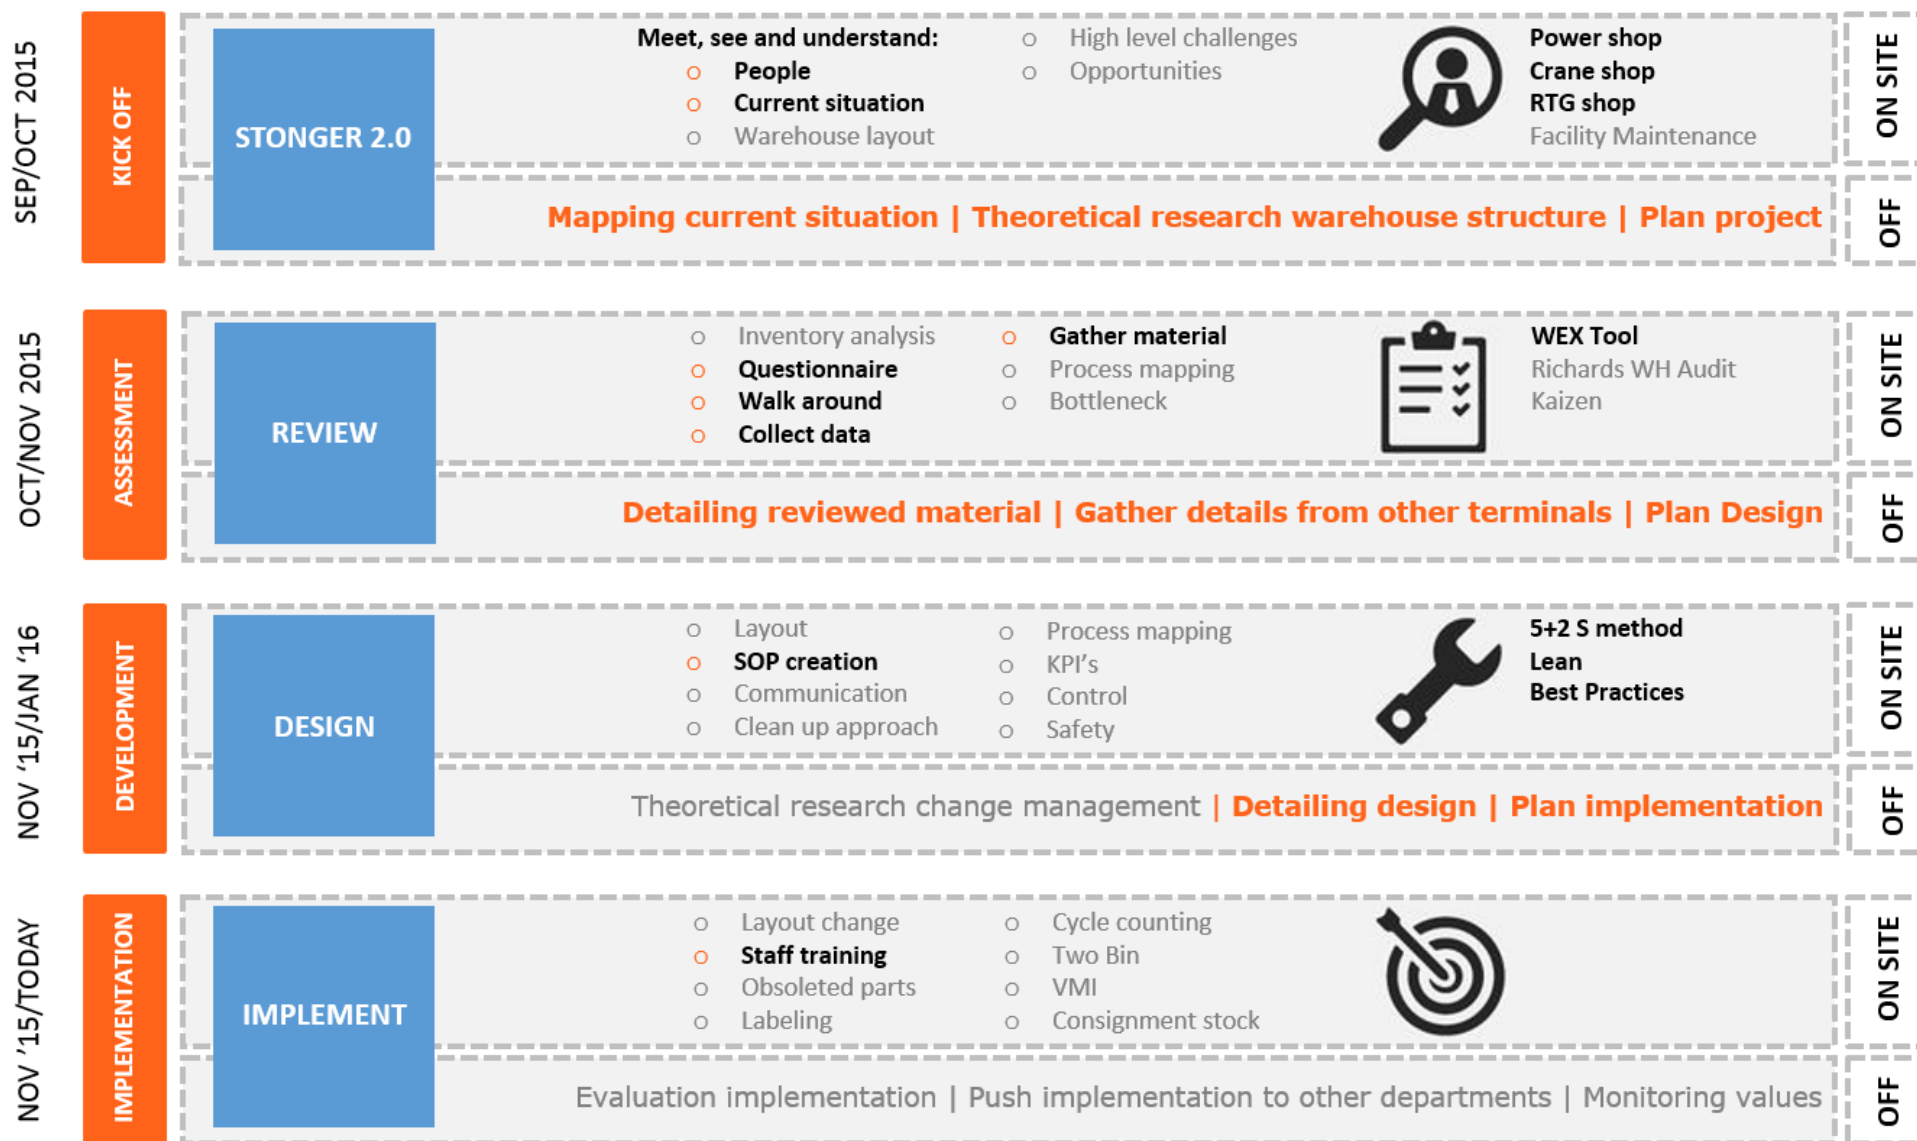 SEP/OCT 2015
KICK OFF
STONGER 2.0
Meet, see and understand:
○ People
○ Current situation
○ Warehouse layout
○ High level challenges
○ Opportunities
Power shop
Crane shop
RTG shop
Facility Maintenance
ON SITE
Mapping current situation | Theoretical research warehouse structure | Plan project
OFF
OCT/NOV 2015
ASSESSMENT
REVIEW
○ Inventory analysis
○ Questionnaire
○ Walk around
○ Collect data
○ Gather material
○ Process mapping
○ Bottleneck
WEX Tool
Richards WH Audit
Kaizen
ON SITE
Detailing reviewed material | Gather details from other terminals | Plan Design
OFF
NOV ‘15/JAN ‘16
DEVELOPMENT
DESIGN
○ Layout
○ SOP creation
○ Communication
○ Clean up approach
○ Process mapping
○ KPI’s
○ Control
○ Safety
5+2 S method
Lean
Best Practices
ON SITE
Theoretical research change management | Detailing design | Plan implementation
OFF
NOV ’15/TODAY
IMPLEMENTATION
IMPLEMENT
○ Layout change
○ Staff training
○ Obsoleted parts
○ Labeling
○ Cycle counting
○ Two Bin
○ VMI
○ Consignment stock
ON SITE
Evaluation implementation | Push implementation to other departments | Monitoring values
OFF